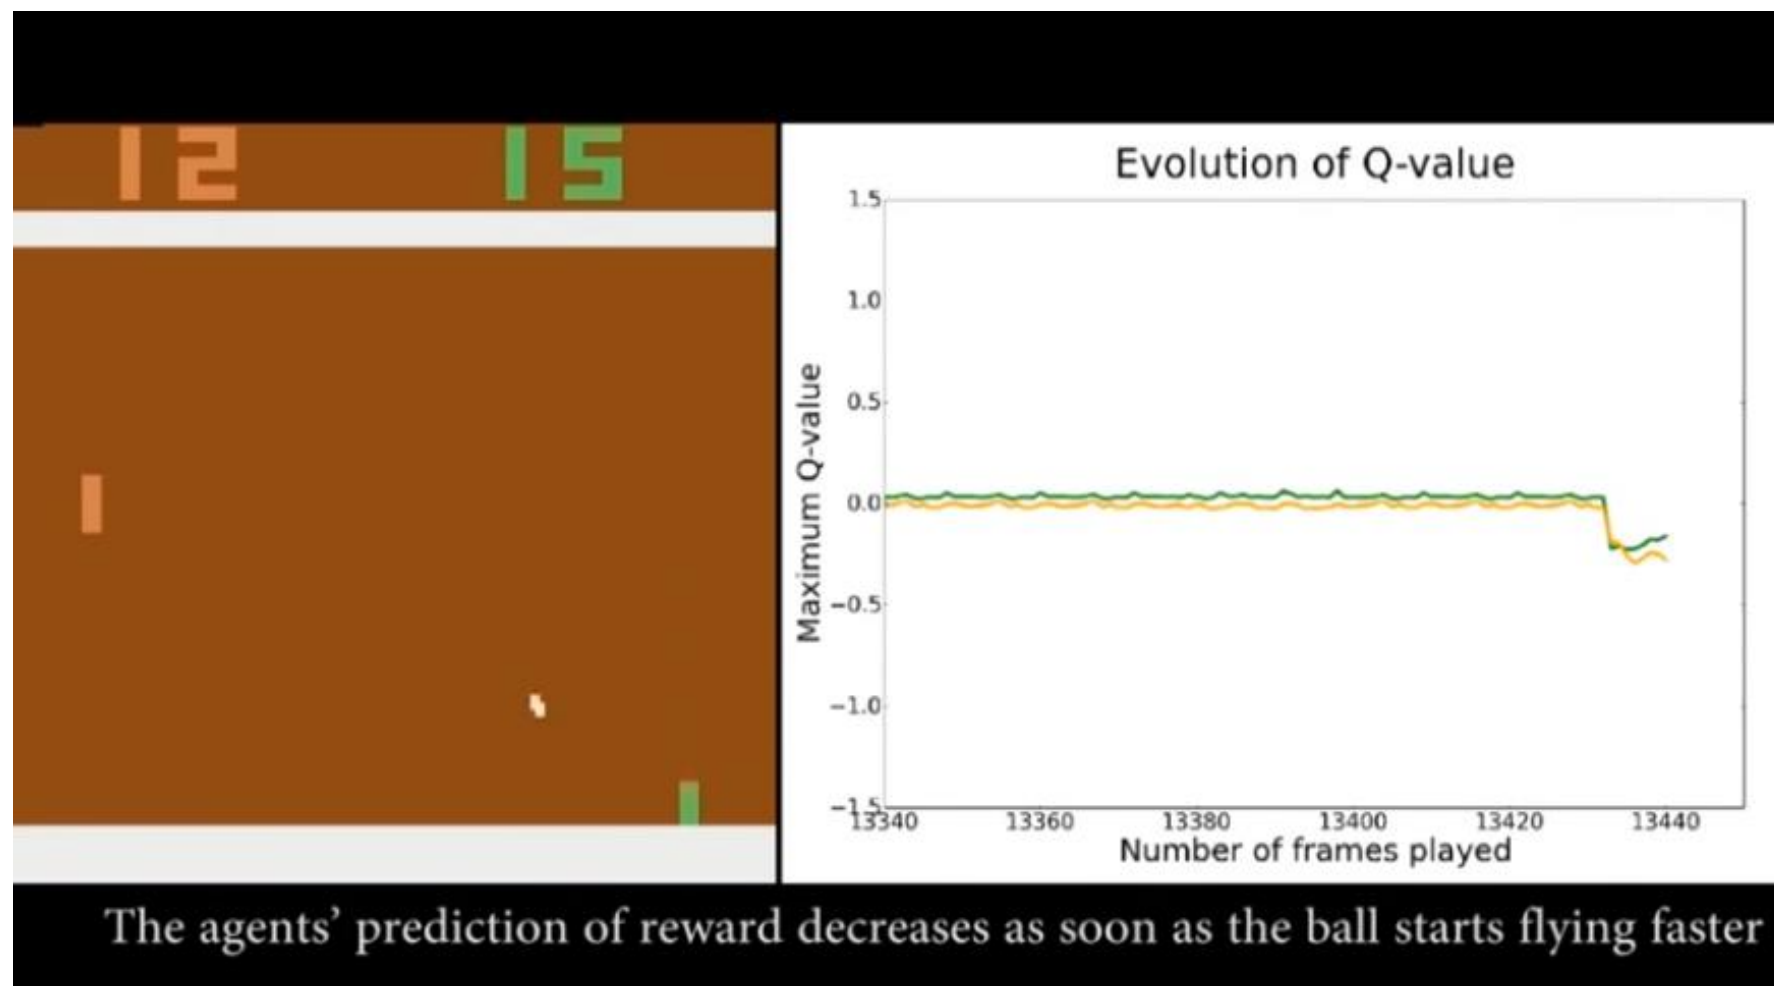 12 15
Evolution of Q-value
1.5
1.0
0.5
0.0
−0.5
−1.0
−1.5
Maximum Q-value
13340 13360 13380 13400 13420 13440
Number of frames played
The agents’ prediction of reward decreases as soon as the ball starts flying faster